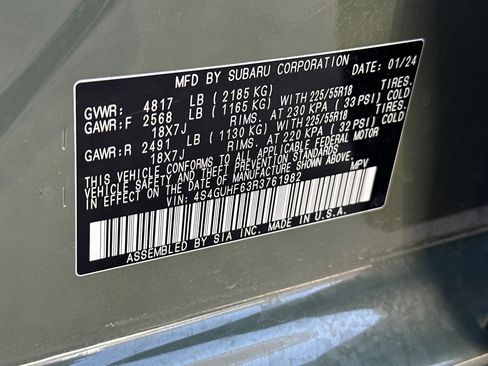 MFD BY SUBARU CORPORATION 01/24
GVWR: 4817 LB ( 2185 KG)
GAWR:F 2568 LB ( 1165 KG) WITH 225/55R18 TIRES.
18X7J RIMS. AT 230 KPA ( 33 PSI) COLD
GAWR:R 2491 LB ( 1130 KG) WITH 225/55R18 TIRES.
18X7J RIMS. AT 220 KPA ( 32 PSI) COLD
THIS VEHICLE CONFORMS TO ALL APPLICABLE FEDERAL MOTOR
VEHICLE SAFETY AND THEFT PREVENTION STANDARDS
IN EFFECT ON THE DATE OF MANUFACTURE SHOWN ABOVE.
VIN: 4S4GUHF63R3761982 MPV
ASSEMBLED BY SIA INC. MADE IN U.S.A.